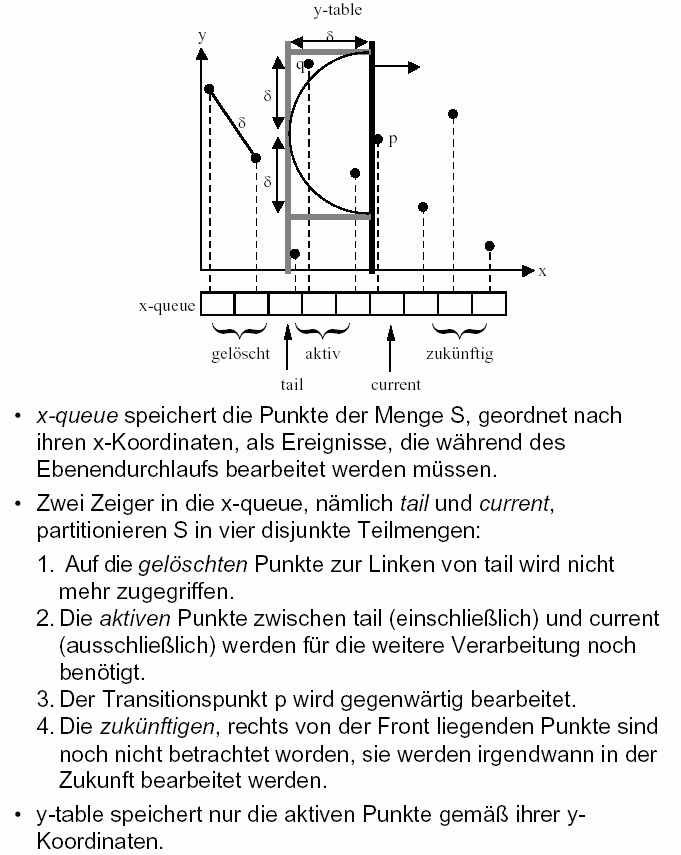 y-table
δ
y
q
δ
δ
p
δ
x
x-queue
gelöscht
aktiv
zukünftig
tail
current
• x-queue speichert die Punkte der Menge S, geordnet nach
ihren x-Koordinaten, als Ereignisse, die während des
Ebenendurchlaufs bearbeitet werden müssen.
• Zwei Zeiger in die x-queue, nämlich tail und current,
partitionieren S in vier disjunkte Teilmengen:
1. Auf die gelöschten Punkte zur Linken von tail wird nicht
mehr zugegriffen.
2. Die aktiven Punkte zwischen tail (einschließlich) und current
(ausschließlich) werden für die weitere Verarbeitung noch
benötigt.
3. Der Transitionspunkt p wird gegenwärtig bearbeitet.
4. Die zukünftigen, rechts von der Front liegenden Punkte sind
noch nicht betrachtet worden, sie werden irgendwann in der
Zukunft bearbeitet werden.
• y-table speichert nur die aktiven Punkte gemäß ihrer y-
Koordinaten.